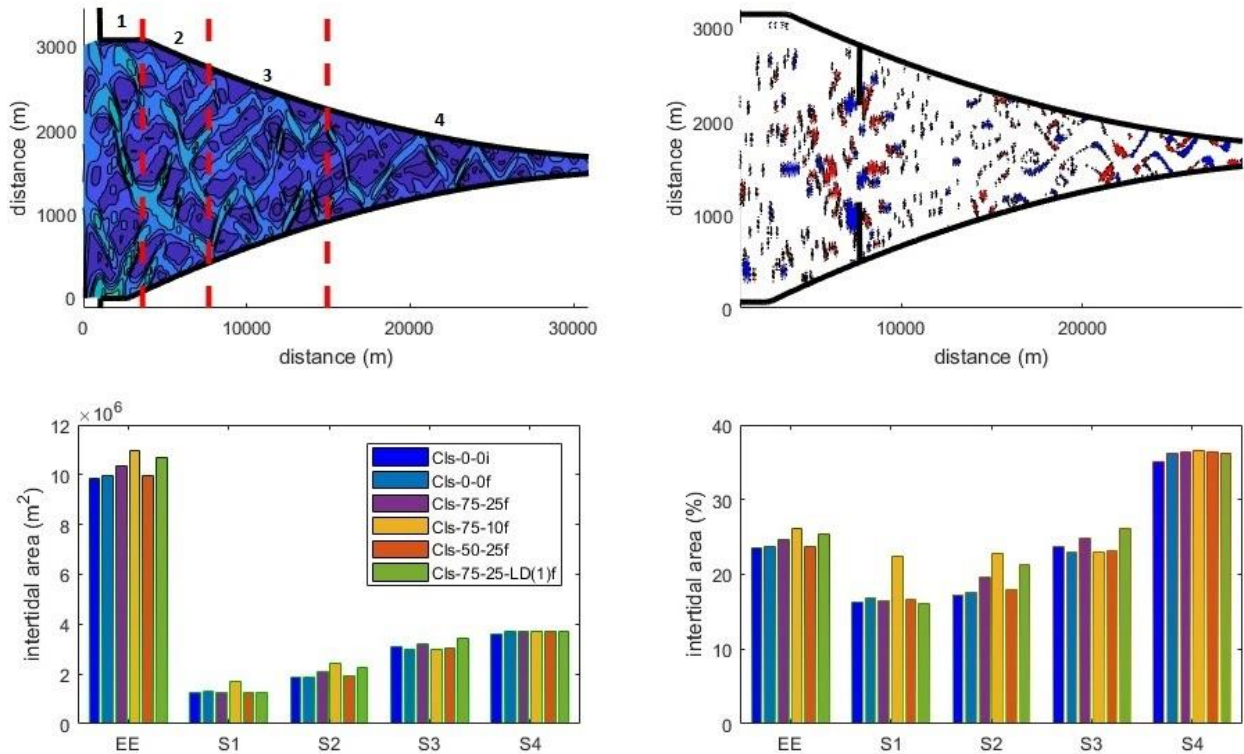 1
2
3
4
3000
2000
1000
0
distance (m)
0
10000
20000
30000
distance (m)
3000
2000
1000
0
distance (m)
10000
20000
distance (m)
×10^6
12
10
8
6
4
2
0
intertidal area (m^2)
EE
S1
S2
S3
S4
Cls-0-0i
Cls-0-0f
Cls-75-25f
Cls-75-10f
Cls-50-25f
Cls-75-25-LD(1)f
40
30
20
10
0
intertidal area (%)
EE
S1
S2
S3
S4